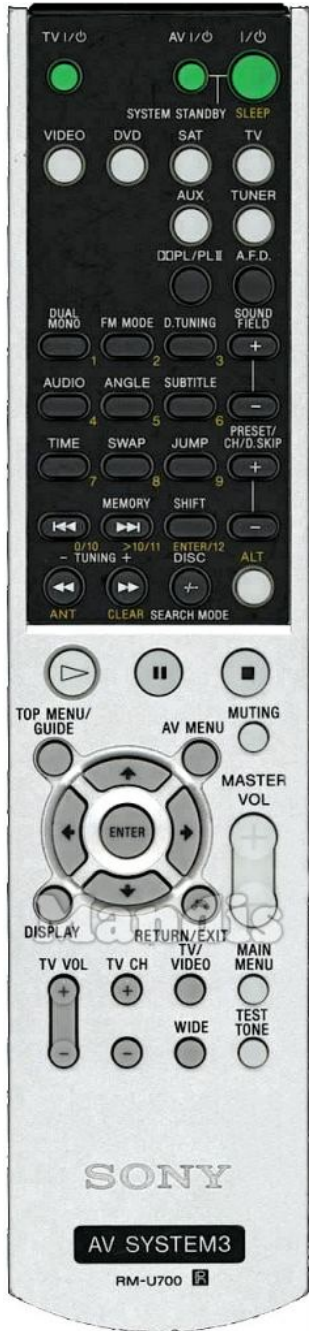 TV I/⏻ AV I/⏻ I/⏻
SYSTEM STANDBY SLEEP
VIDEO DVD SAT TV
AUX TUNER
DDPL/PLII A.F.D.
DUAL MONO FM MODE D.TUNING SOUND FIELD
1 2 3 +
AUDIO ANGLE SUBTITLE
4 5 6 −
TIME SWAP JUMP PRESET/CH/D.SKIP
7 8 9 +
MEMORY SHIFT
0/10 >10/11 ENTER/12 −
− TUNING + DISC ALT
-/--
ANT CLEAR SEARCH MODE
TOP MENU/GUIDE AV MENU MUTING
MASTER VOL
+
ENTER
Mandis
DISPLAY RETURN/EXIT
TV VOL TV CH TV/VIDEO MAIN MENU
+ +
WIDE TEST TONE
− −
SONY
AV SYSTEM3
RM-U700 R